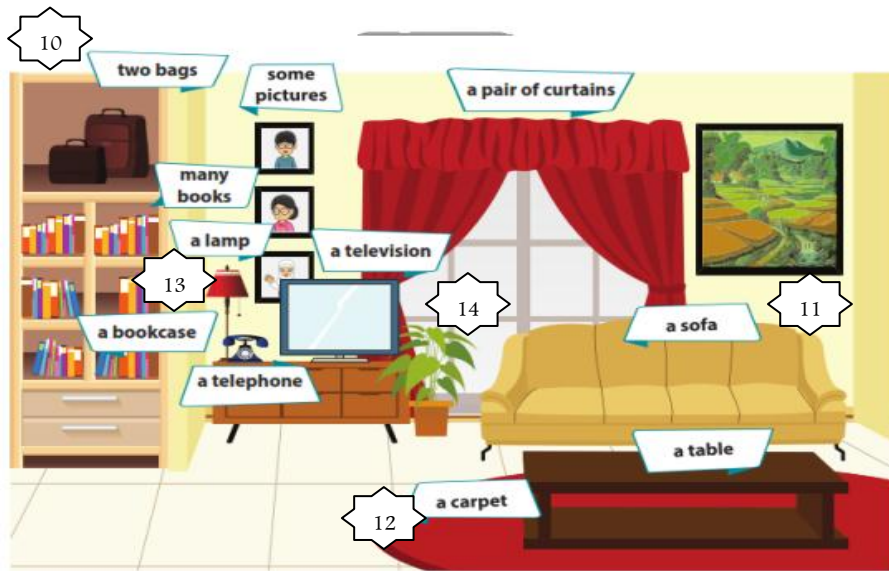 10
two bags
some
pictures
a pair of curtains
many
books
a lamp
a television
13
14
11
a bookcase
a sofa
a telephone
a table
a carpet
12